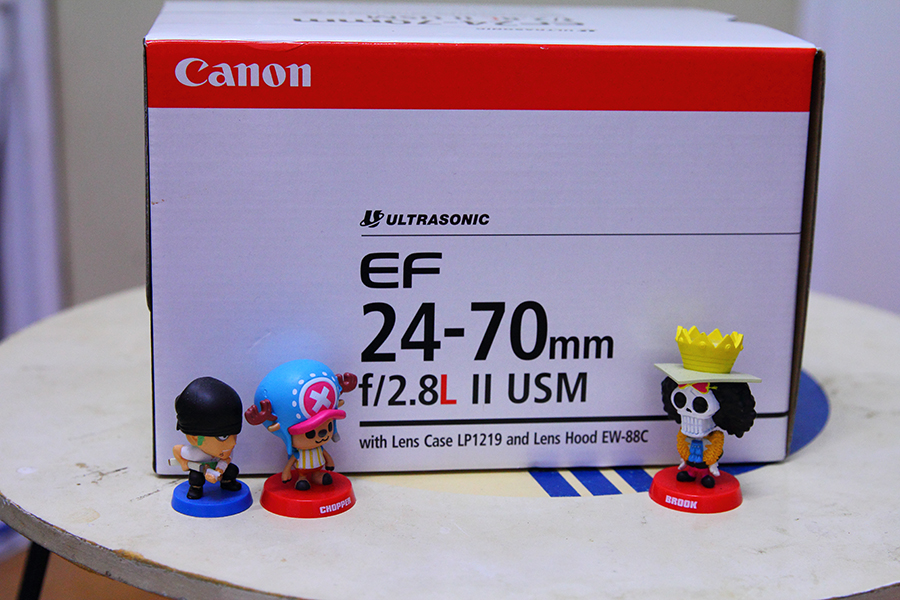 Canon
ULTRASONIC
EF
24-70mm
f/2.8L II USM
with Lens Case LP1219 and Lens Hood EW-88C
CHOPPER
BROOK